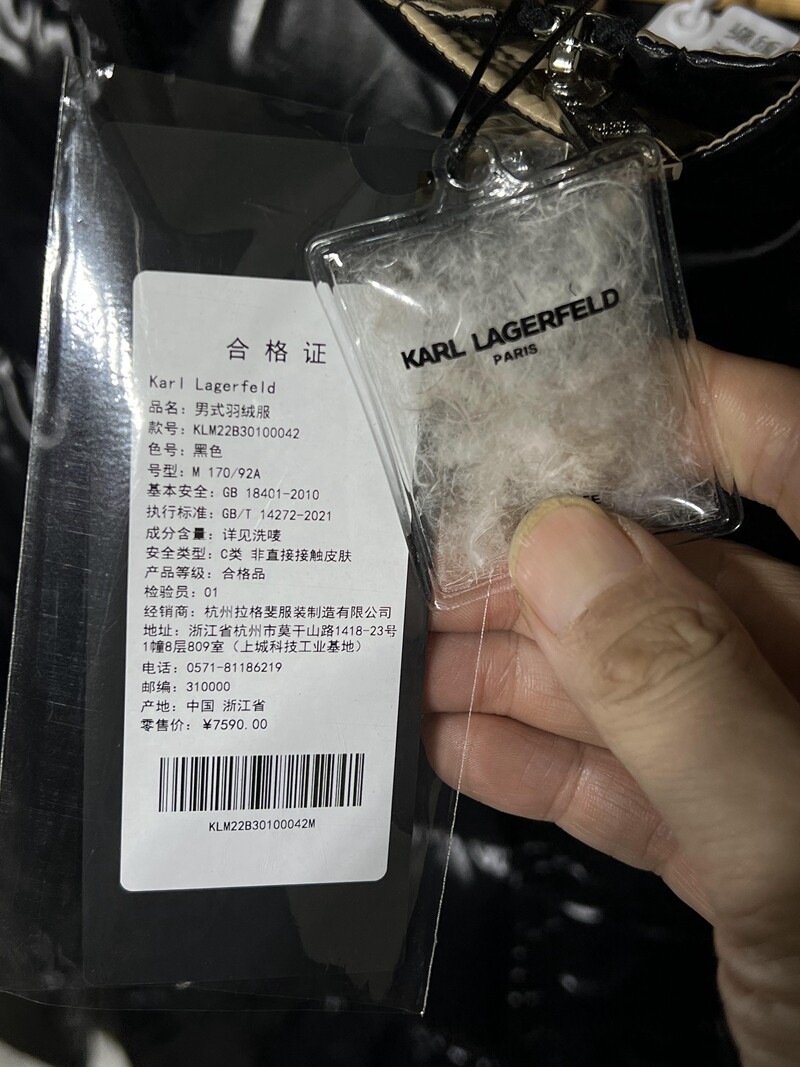 合格证
Karl Lagerfeld
品名：男式羽绒服
款号：KLM22B30100042
色号：黑色
号型：M 170/92A
基本安全：GB 18401-2010
执行标准：GB/T 14272-2021
成分含量：详见洗唛
安全类型：C类 非直接接触皮肤
产品等级：合格品
检验员：01
经销商：杭州拉格斐服装制造有限公司
地址：浙江省杭州市莫干山路1418-23号
1幢8层809室（上城科技工业基地）
电话：0571-81186219
邮编：310000
产地：中国 浙江省
零售价：￥7590.00
KLM22B30100042M
KARL LAGERFELD
PARIS